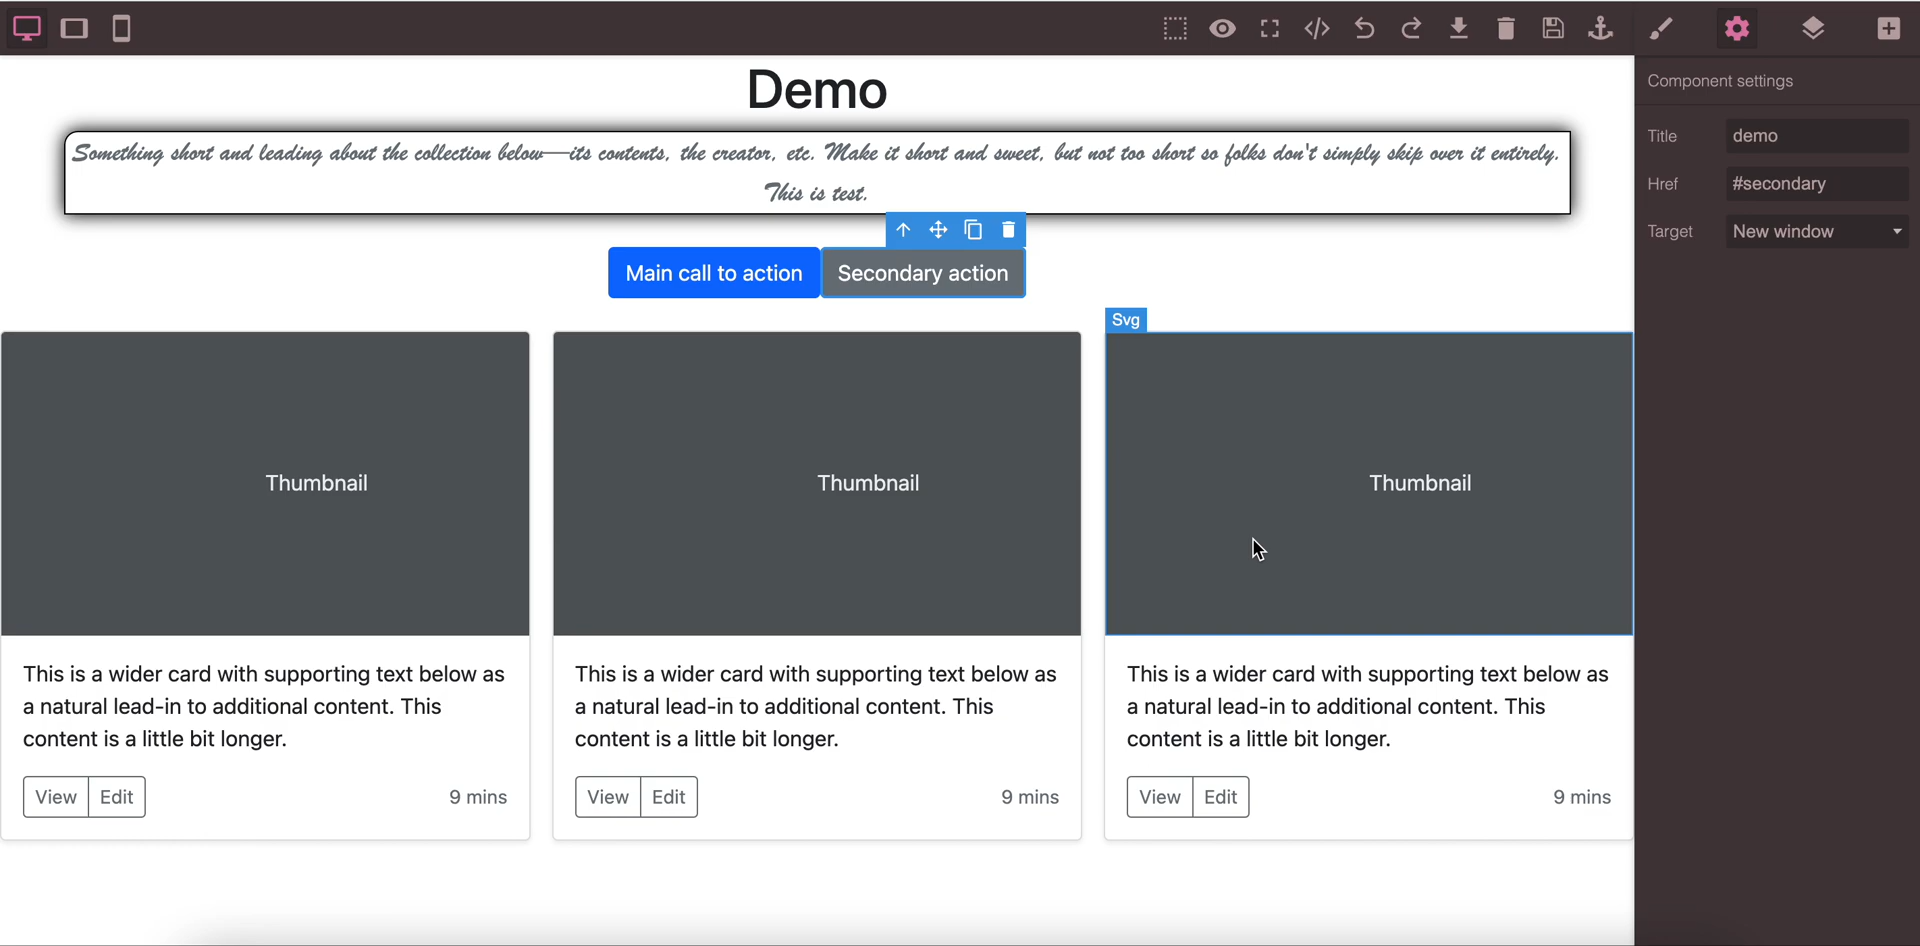 Demo
Something short and leading about the collection below—its contents, the creator, etc. Make it short and sweet, but not too short so folks don't simply skip over it entirely.
This is test.
Main call to action
Secondary action
Svg
Thumbnail
This is a wider card with supporting text below as
a natural lead-in to additional content. This
content is a little bit longer.
View
Edit
9 mins
Thumbnail
This is a wider card with supporting text below as
a natural lead-in to additional content. This
content is a little bit longer.
View
Edit
9 mins
Thumbnail
This is a wider card with supporting text below as
a natural lead-in to additional content. This
content is a little bit longer.
View
Edit
9 mins
Component settings
Title demo
Href #secondary
Target New window